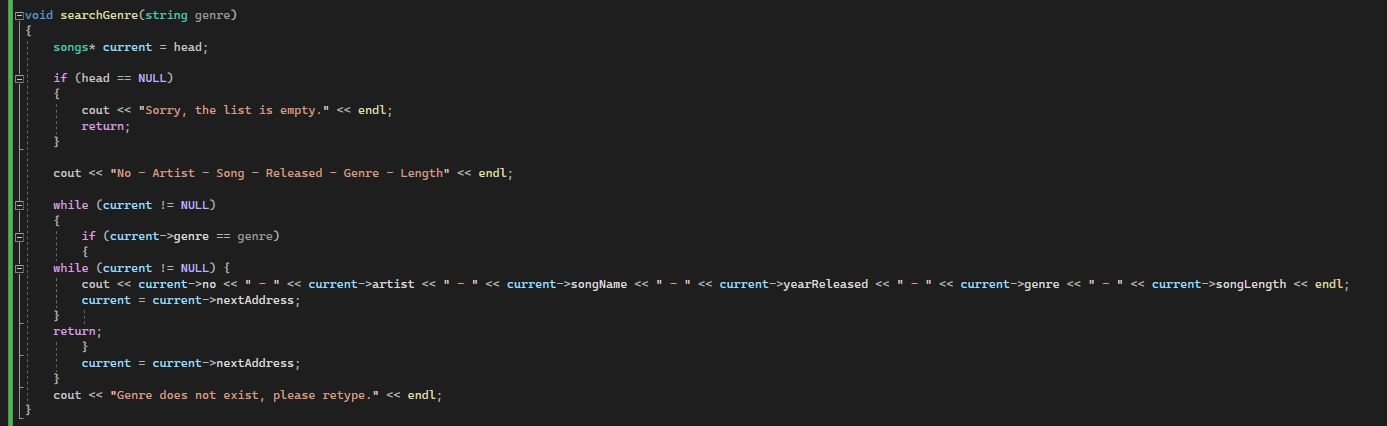 void searchGenre(string genre)
{
    songs* current = head;

    if (head == NULL)
    {
        cout << "Sorry, the list is empty." << endl;
        return;
    }

    cout << "No - Artist - Song - Released - Genre - Length" << endl;

    while (current != NULL)
    {
        if (current->genre == genre)
        {
    while (current != NULL) {
        cout << current->no << " - " << current->artist << " - " << current->songName << " - " << current->yearReleased << " - " << current->genre << " - " << current->songLength << endl;
        current = current->nextAddress;
    }
    return;
        }
        current = current->nextAddress;
    }
    cout << "Genre does not exist, please retype." << endl;
}